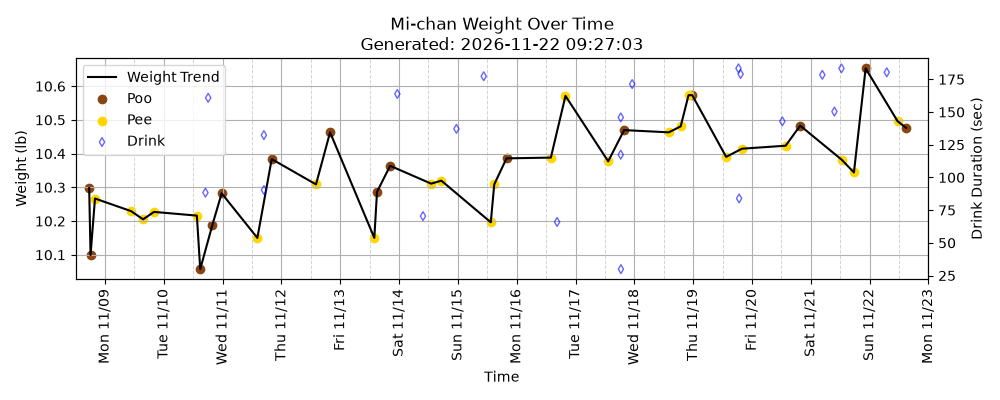 Mi-chan Weight Over Time
Generated: 2026-11-22 09:27:03
Weight Trend
Poo
Pee
Drink
Weight (lb)
10.6
10.5
10.4
10.3
10.2
10.1
175
150
125
100
75
50
25
Drink Duration (sec)
Mon 11/09
Tue 11/10
Wed 11/11
Thu 11/12
Fri 11/13
Sat 11/14
Sun 11/15
Mon 11/16
Tue 11/17
Wed 11/18
Thu 11/19
Fri 11/20
Sat 11/21
Sun 11/22
Mon 11/23
Time